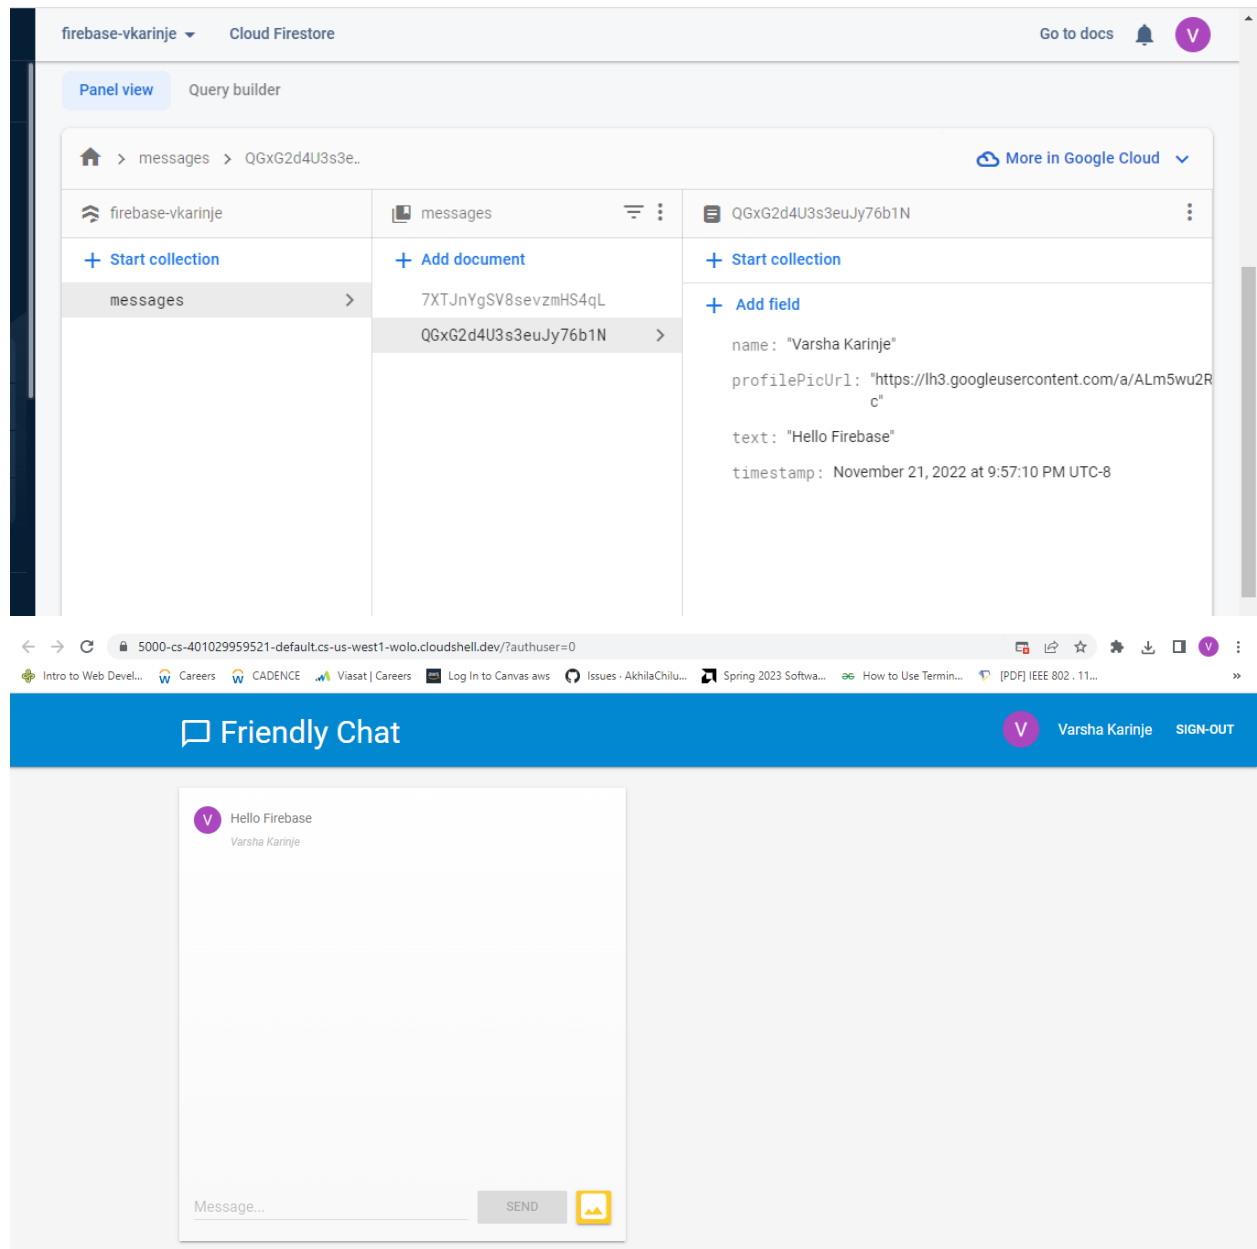 firebase-vkarinje Cloud Firestore Go to docs V
Panel view Query builder
messages QGxG2d4U3s3e.. More in Google Cloud
firebase-vkarinje messages QGxG2d4U3s3euJy76b1N
Start collection Add document Start collection
messages 7XTJnYgSV8sevzmHS4qL Add field
QGxG2d4U3s3euJy76b1N
name: "Varsha Karinje"
profilePicUrl: "https://lh3.googleusercontent.com/a/ALm5wu2R
c"
text: "Hello Firebase"
timestamp: November 21, 2022 at 9:57:10 PM UTC-8
5000-cs-401029959521-default.cs-us-west1-wolo.cloudshell.dev/?authuser=0 V
Intro to Web Devel... Careers CADENCE Viasat | Careers aws Log In to Canvas aws Issues · AkhilaChilu... Spring 2023 Softwa... How to Use Termin... [PDF] IEEE 802 . 11... »
Friendly Chat V Varsha Karinje SIGN-OUT
V Hello Firebase
Varsha Karinje
Message... SEND